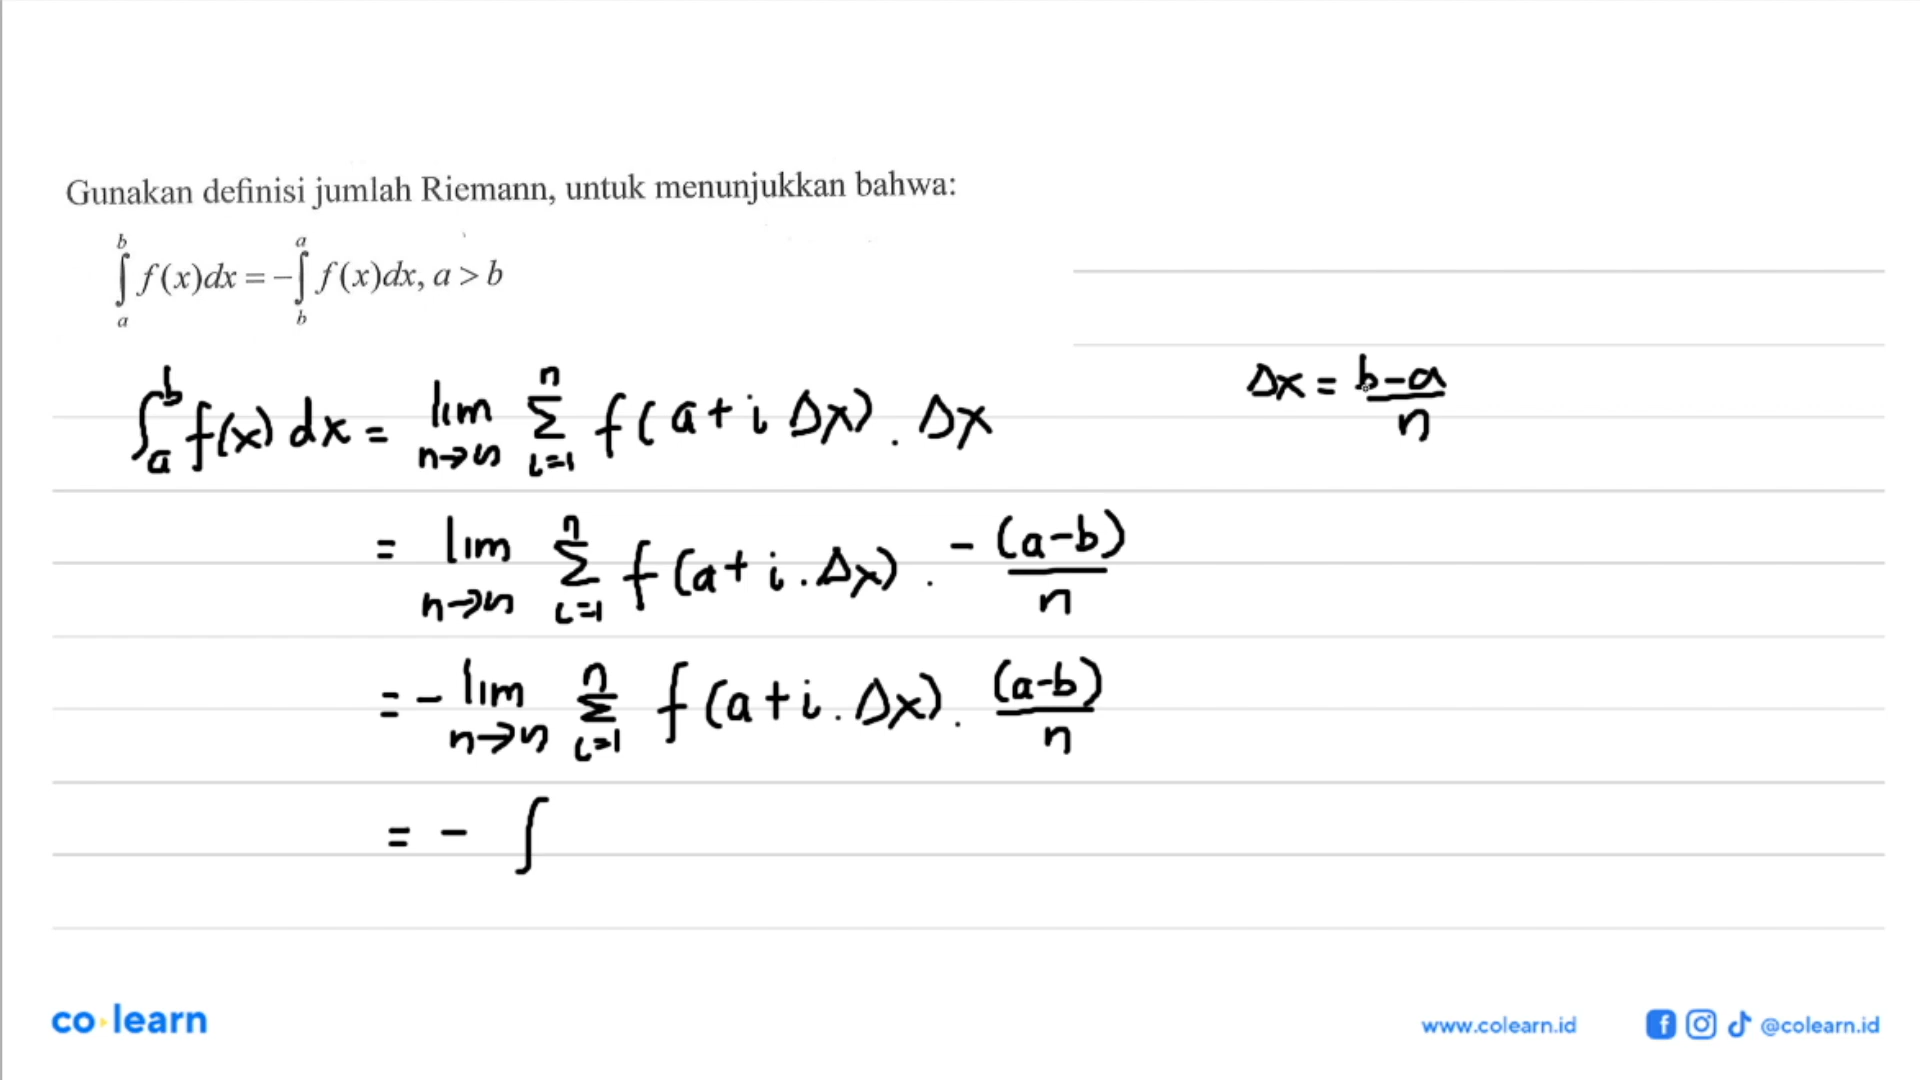 Gunakan definisi jumlah Riemann, untuk menunjukkan bahwa:
∫_a^b f(x)dx = -∫_b^a f(x)dx, a > b
∫_a^b f(x) dx = lim_{n→∞} Σ_{i=1}^n f(a + i Δx) . Δx
Δx = b-a/n
= lim_{n→∞} Σ_{i=1}^n f(a + i . Δx) . -(a-b)/n
= - lim_{n→∞} Σ_{i=1}^n f(a + i . Δx) . (a-b)/n
= - ∫
co learn
www.colearn.id
@colearn.id